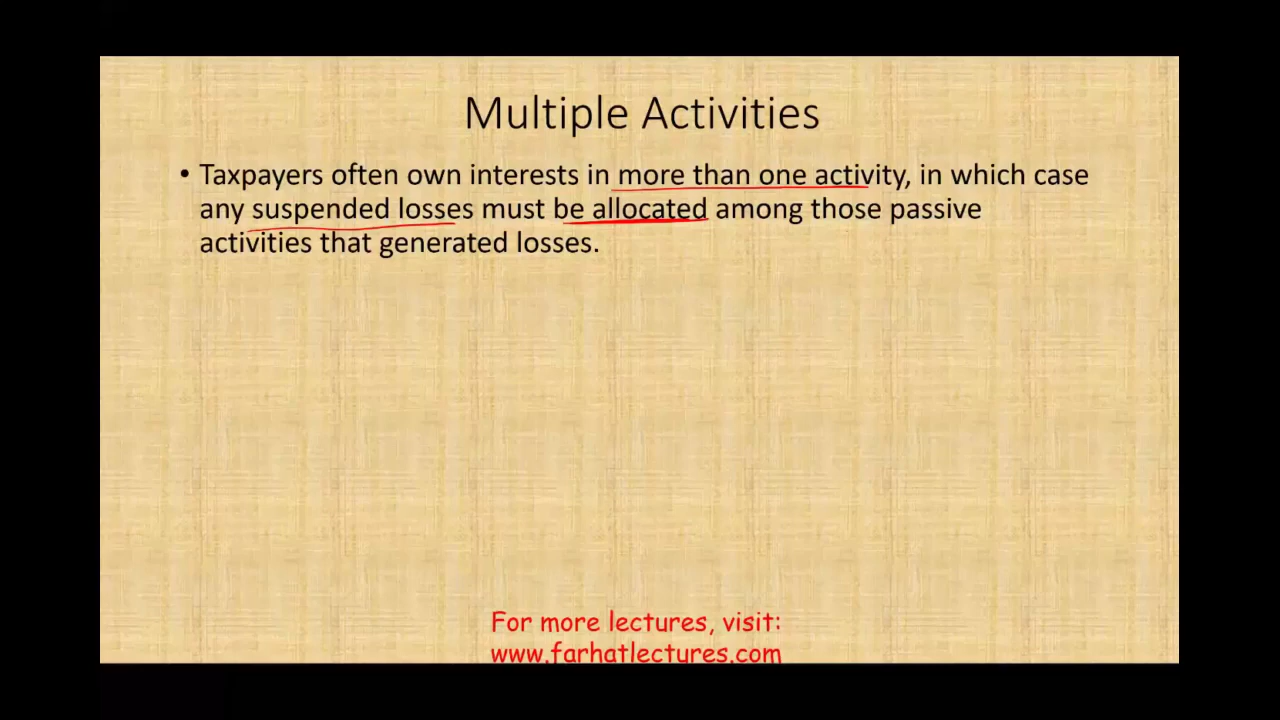 Multiple Activities
• Taxpayers often own interests in more than one activity, in which case
any suspended losses must be allocated among those passive
activities that generated losses.
For more lectures, visit:
www.farhatlectures.com